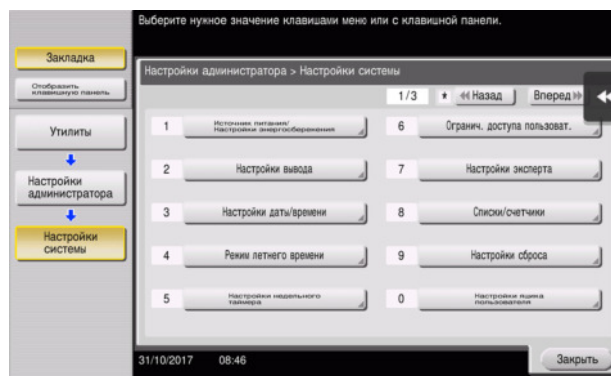 Выберите нужное значение клавишами меню или с клавишной панели.
Закладка
Отобразить
клавишную панель
Утилиты
Настройки
администратора
Настройки
системы
Настройки администратора > Настройки системы
1/3 * Назад Вперед
1 Источник питания/
Настройки энергосбережения
6 Огранич. доступа пользоват.
2 Настройки вывода
7 Настройки эксперта
3 Настройки даты/времени
8 Списки/счетчики
4 Режим летнего времени
9 Настройки сброса
5 Настройки недельного
таймера
0 Настройки ящика
пользователя
31/10/2017 08:46
Закрыть